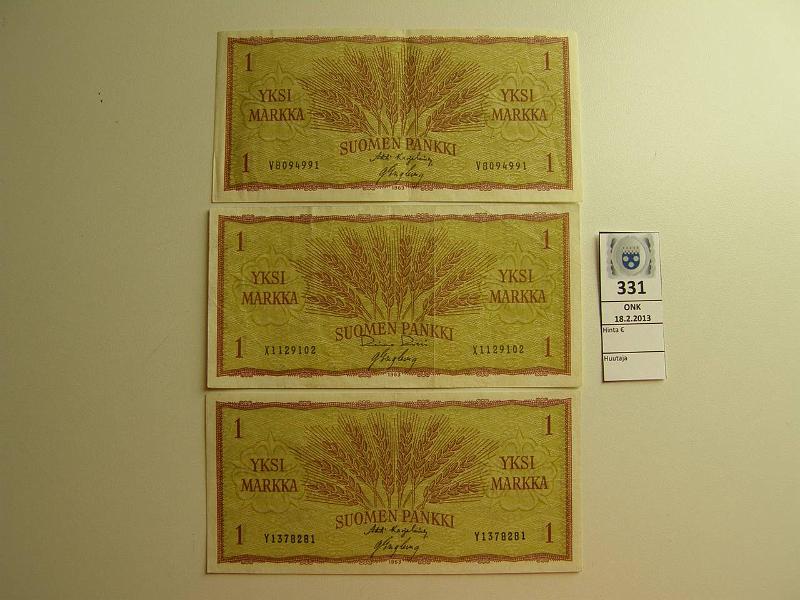 1 1
YKSI YKSI
MARKKA MARKKA
SUOMEN PANKKI
1 V8094991 V8094991 1
1963
1 1
YKSI YKSI
MARKKA MARKKA
SUOMEN PANKKI
1 X1129102 X1129102 1
1963
1 1
YKSI YKSI
MARKKA MARKKA
SUOMEN PANKKI
1 Y1378281 Y1378281 1
1963
331
ONK
18.2.2013
Hinta €
Huutaja